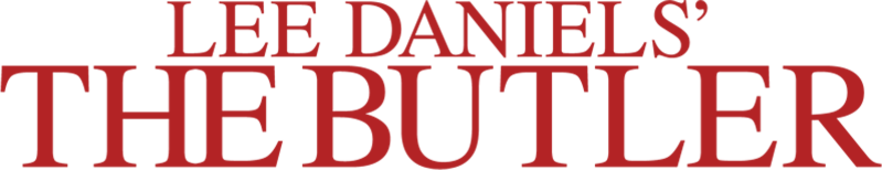 LEE DANIELS’
THE BUTLER